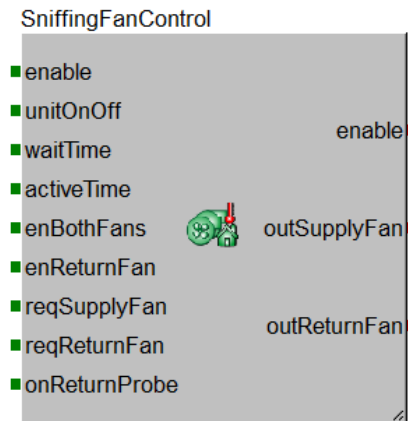 SniffingFanControl
enable
unitOnOff
waitTime
activeTime
enBothFans
enReturnFan
reqSupplyFan
reqReturnFan
onReturnProbe
enable
outSupplyFan
outReturnFan